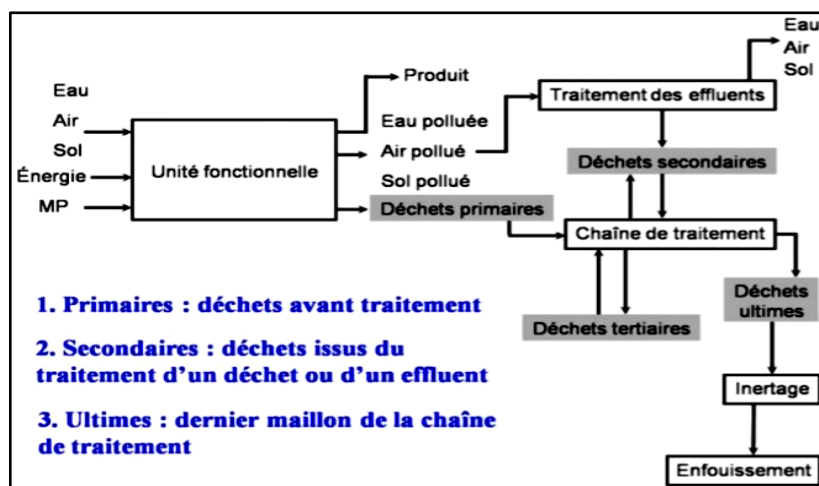 Eau
Air
Sol
Énergie
MP
Unité fonctionnelle
Produit
Eau polluée
Air pollué
Sol pollué
Déchets primaires
Traitement des effluents
Eau
Air
Sol
Déchets secondaires
Chaîne de traitement
Déchets tertiaires
Déchets
ultimes
Inertage
Enfouissement
1. Primaires : déchets avant traitement
2. Secondaires : déchets issus du
traitement d'un déchet ou d'un effluent
3. Ultimes : dernier maillon de la chaîne
de traitement